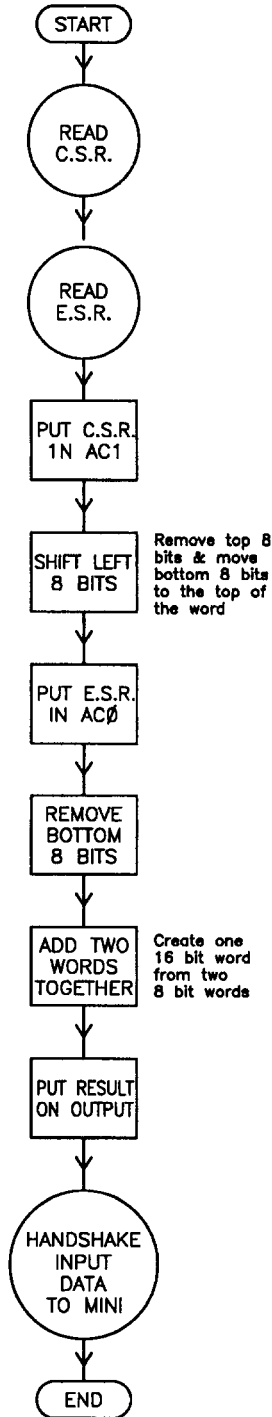 START
READ
C.S.R.
READ
E.S.R.
PUT C.S.R.
1N AC1
SHIFT LEFT
8 BITS
Remove top 8
bits & move
bottom 8 bits
to the top of
the word
PUT E.S.R.
IN ACØ
REMOVE
BOTTOM
8 BITS
ADD TWO
WORDS
TOGETHER
Create one
16 bit word
from two
8 bit words
PUT RESULT
ON OUTPUT
HANDSHAKE
INPUT
DATA
TO MINI
END